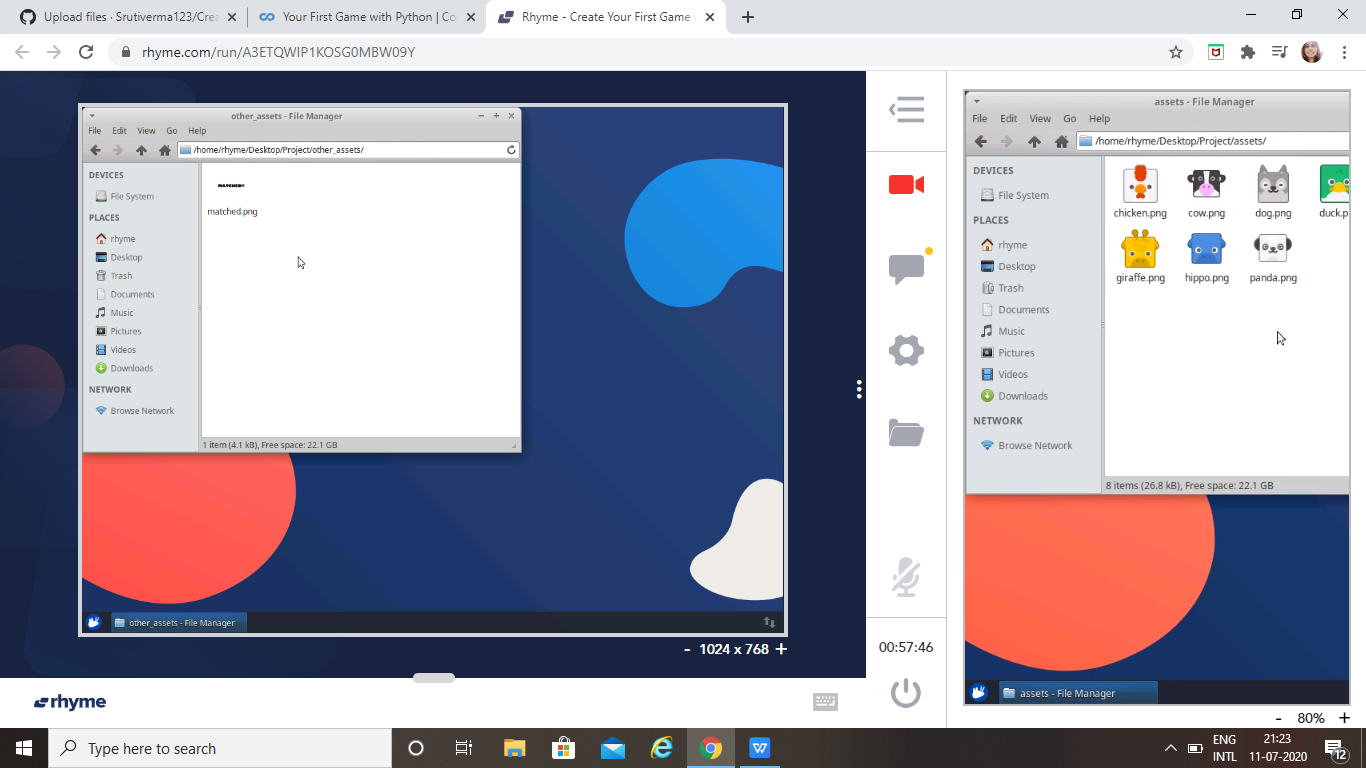 Upload files · Srutiverma123/Crea
Your First Game with Python | Co
Rhyme - Create Your First Game
rhyme.com/run/A3ETQWIP1KOSG0MBW09Y
other_assets - File Manager
File Edit View Go Help
/home/rhyme/Desktop/Project/other_assets/
DEVICES
File System
PLACES
rhyme
Desktop
Trash
Documents
Music
Pictures
Videos
Downloads
NETWORK
Browse Network
MATCHED!!
matched.png
1 item (4.1 kB), Free space: 22.1 GB
other_assets - File Manager
- 1024 x 768 +
rhyme
00:57:46
assets - File Manager
File Edit View Go Help
/home/rhyme/Desktop/Project/assets/
DEVICES
File System
PLACES
rhyme
Desktop
Trash
Documents
Music
Pictures
Videos
Downloads
NETWORK
Browse Network
chicken.png cow.png dog.png duck.p
giraffe.png hippo.png panda.png
8 items (26.8 kB), Free space: 22.1 GB
assets - File Manager
- 80% +
Type here to search
ENG
INTL
21:23
11-07-2020
12